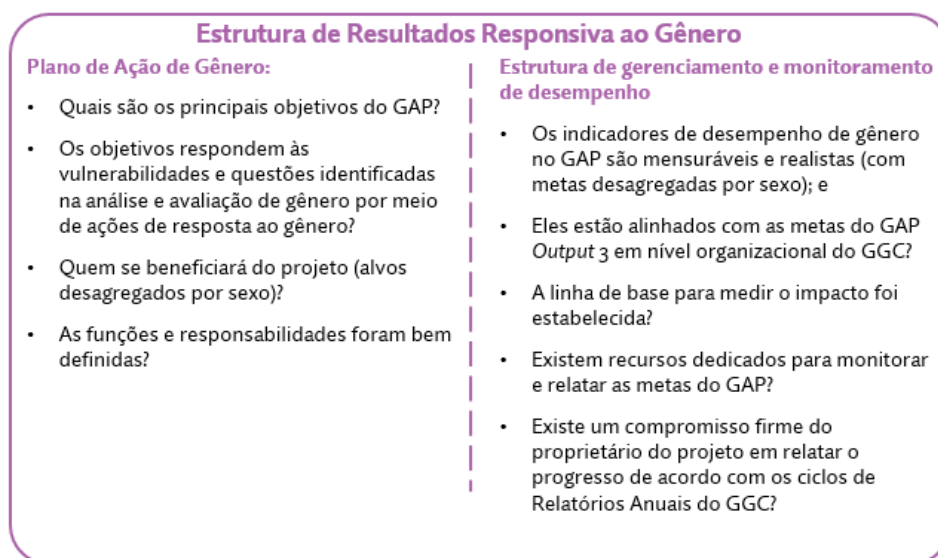 Estrutura de Resultados Responsiva ao Gênero
Plano de Ação de Gênero:
• Quais são os principais objetivos do GAP?
• Os objetivos respondem às
vulnerabilidades e questões identificadas
na análise e avaliação de gênero por meio
de ações de resposta ao gênero?
• Quem se beneficiará do projeto (alvos
desagregados por sexo)?
• As funções e responsabilidades foram bem
definidas?
Estrutura de gerenciamento e monitoramento
de desempenho
• Os indicadores de desempenho de gênero
no GAP são mensuráveis e realistas (com
metas desagregadas por sexo); e
• Eles estão alinhados com as metas do GAP
Output 3 em nível organizacional do GGC?
• A linha de base para medir o impacto foi
estabelecida?
• Existem recursos dedicados para monitorar
e relatar as metas do GAP?
• Existe um compromisso firme do
proprietário do projeto em relatar o
progresso de acordo com os ciclos de
Relatórios Anuais do GGC?